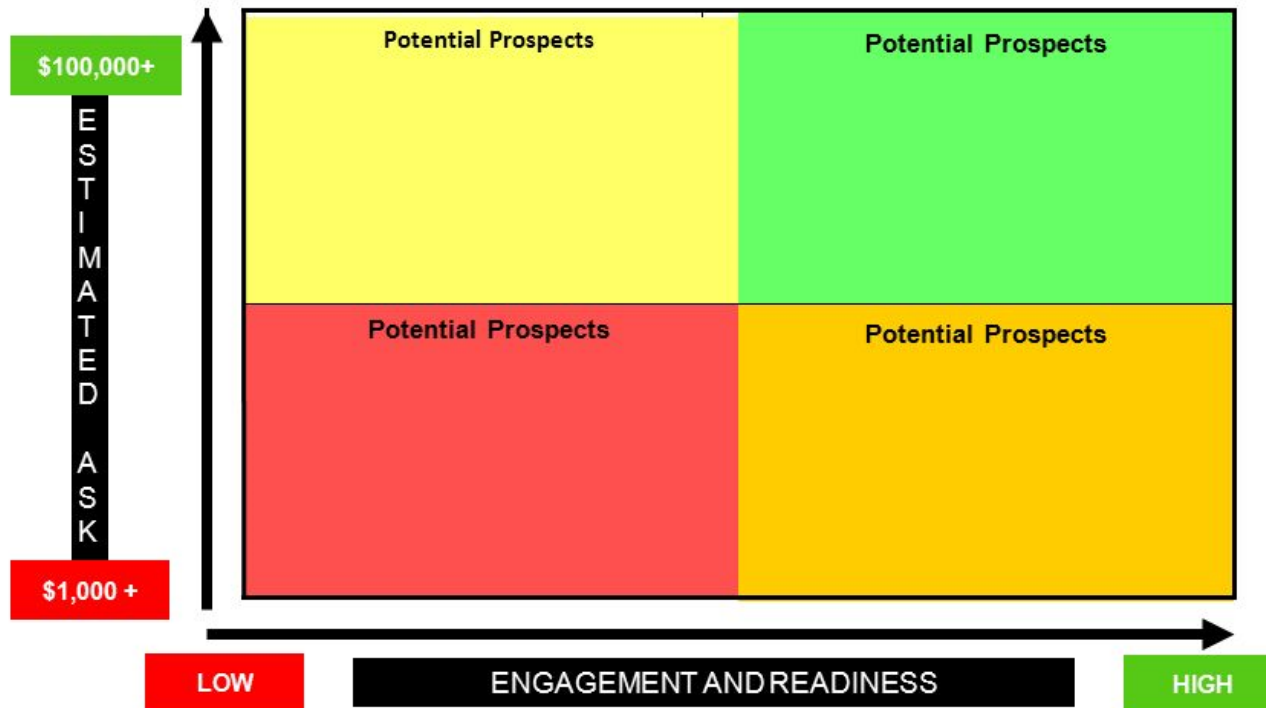 Potential Prospects
Potential Prospects
$100,000+
ESTIMATED ASK
Potential Prospects
Potential Prospects
$1,000 +
LOW
ENGAGEMENT AND READINESS
HIGH